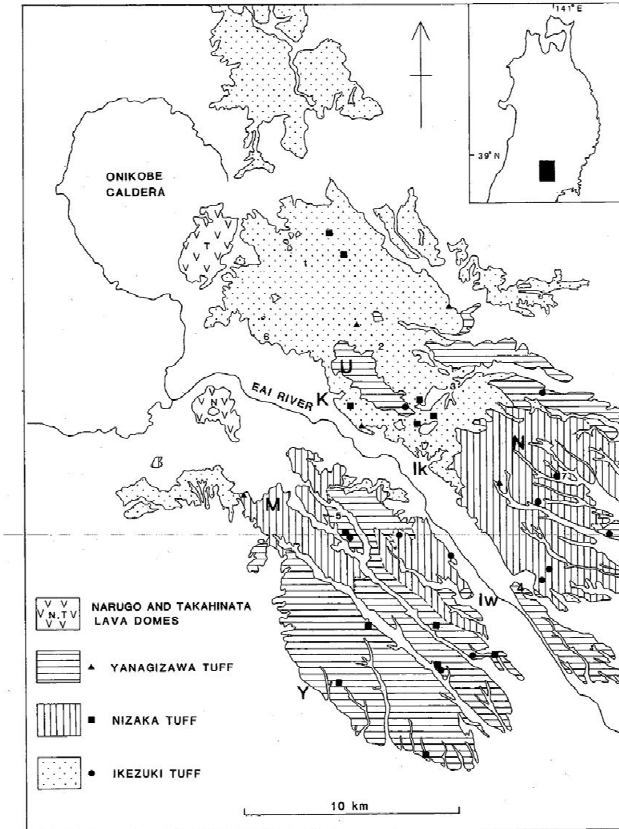 141° E
39° N
ONIKOBE
CALDERA
T
1
6
2
U
3
EAI RIVER
K
N
N
Ik
7
M
5
4
Iw
Y
V V
V N,T V
V V
NARUGO AND TAKAHINATA
LAVA DOMES
YANAGIZAWA TUFF
NIZAKA TUFF
IKEZUKI TUFF
10 km